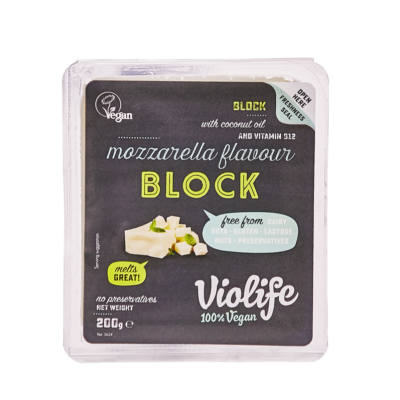 vegan
BLOCK
with coconut oil
AND VITAMIN B12
OPEN
HERE
FRESHNESS
SEAL
mozzarella flavour
BLOCK
free from DAIRY
SOYA · GLUTEN · LACTOSE
NUTS · PRESERVATIVES
Serving suggestion
melts
GREAT!
no preservatives
NET WEIGHT
200g e
Violife
100% Vegan